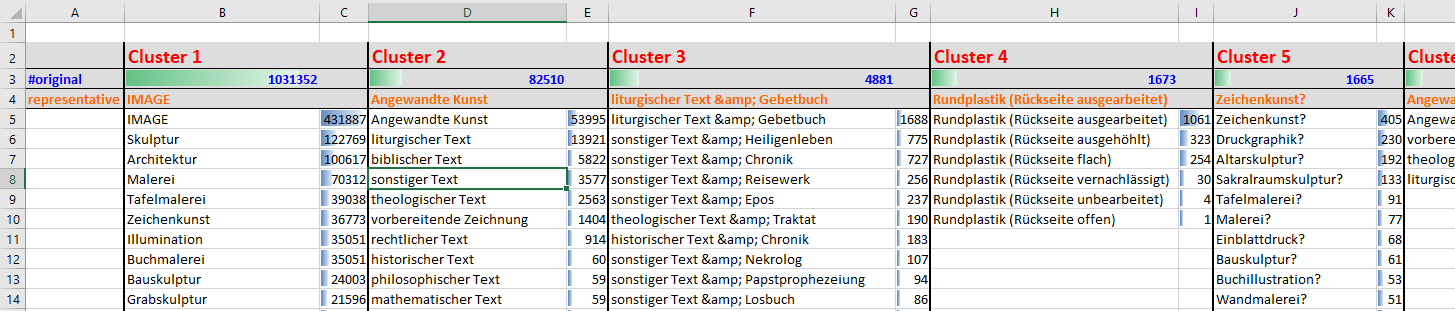 A B C D E F G H I J K
1
2 Cluster 1 Cluster 2 Cluster 3 Cluster 4 Cluster 5 Cluste
3 #original 1031352 82510 4881 1673 1665
4 representative IMAGE Angewandte Kunst liturgischer Text &amp; Gebetbuch Rundplastik (Rückseite ausgearbeitet) Zeichenkunst? Angewa
5 IMAGE 431887 Angewandte Kunst 53995 liturgischer Text &amp; Gebetbuch 1688 Rundplastik (Rückseite ausgearbeitet) 1061 Zeichenkunst? 405 Angewa
6 Skulptur 122769 liturgischer Text 13921 sonstiger Text &amp; Heiligenleben 775 Rundplastik (Rückseite ausgehöhlt) 323 Druckgraphik? 230 vorbere
7 Architektur 100617 biblischer Text 5822 sonstiger Text &amp; Chronik 727 Rundplastik (Rückseite flach) 254 Altarskulptur? 192 theolog
8 Malerei 70312 sonstiger Text 3577 sonstiger Text &amp; Reisewerk 256 Rundplastik (Rückseite vernachlässigt) 30 Sakralraumskulptur? 133 liturgisc
9 Tafelmalerei 39038 theologischer Text 2563 sonstiger Text &amp; Epos 237 Rundplastik (Rückseite unbearbeitet) 4 Tafelmalerei? 91
10 Zeichenkunst 36773 vorbereitende Zeichnung 1404 theologischer Text &amp; Traktat 190 Rundplastik (Rückseite offen) 1 Malerei? 77
11 Illumination 35051 rechtlicher Text 914 historischer Text &amp; Chronik 183 Einblattdruck? 68
12 Buchmalerei 35051 historischer Text 60 sonstiger Text &amp; Nekrolog 107 Bauskulptur? 61
13 Bauskulptur 24003 philosophischer Text 59 sonstiger Text &amp; Papstprophezeiung 94 Buchillustration? 53
14 Grabskulptur 21596 mathematischer Text 59 sonstiger Text &amp; Losbuch 86 Wandmalerei? 51